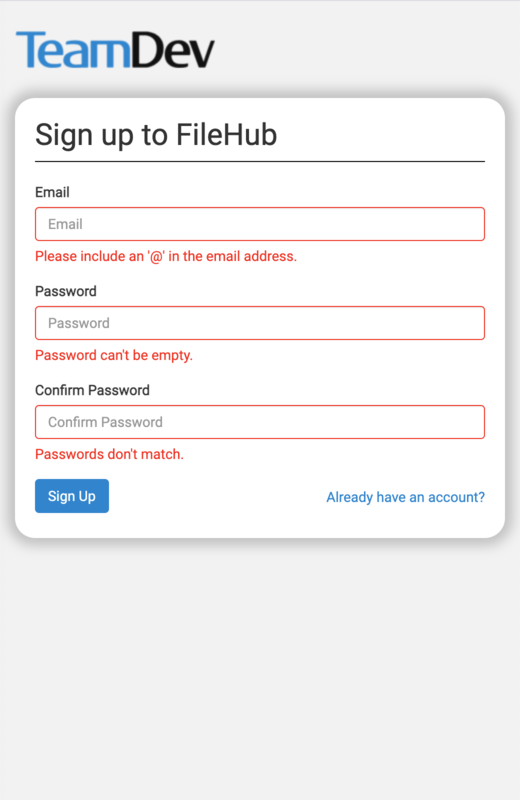 TeamDev
Sign up to FileHub
Email
Email
Please include an '@' in the email address.
Password
Password
Password can't be empty.
Confirm Password
Confirm Password
Passwords don't match.
Sign Up
Already have an account?